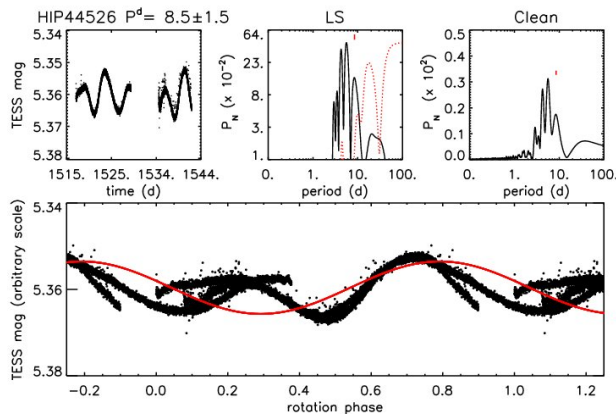 HIP44526 P^d= 8.5±1.5
LS
Clean
TESS mag
5.34
5.35
5.36
5.37
5.38
1515. 1525. 1534. 1544.
time (d)
P_N (x 10^-2)
64.
23.
8.
3.
1.
0. 1. 10. 100.
period (d)
P_N (x 10^2)
0.5
0.4
0.3
0.2
0.1
0.0
0. 1. 10. 100.
period (d)
TESS mag (arbitrary scale)
5.34
5.36
5.38
-0.2 0.0 0.2 0.4 0.6 0.8 1.0 1.2
rotation phase